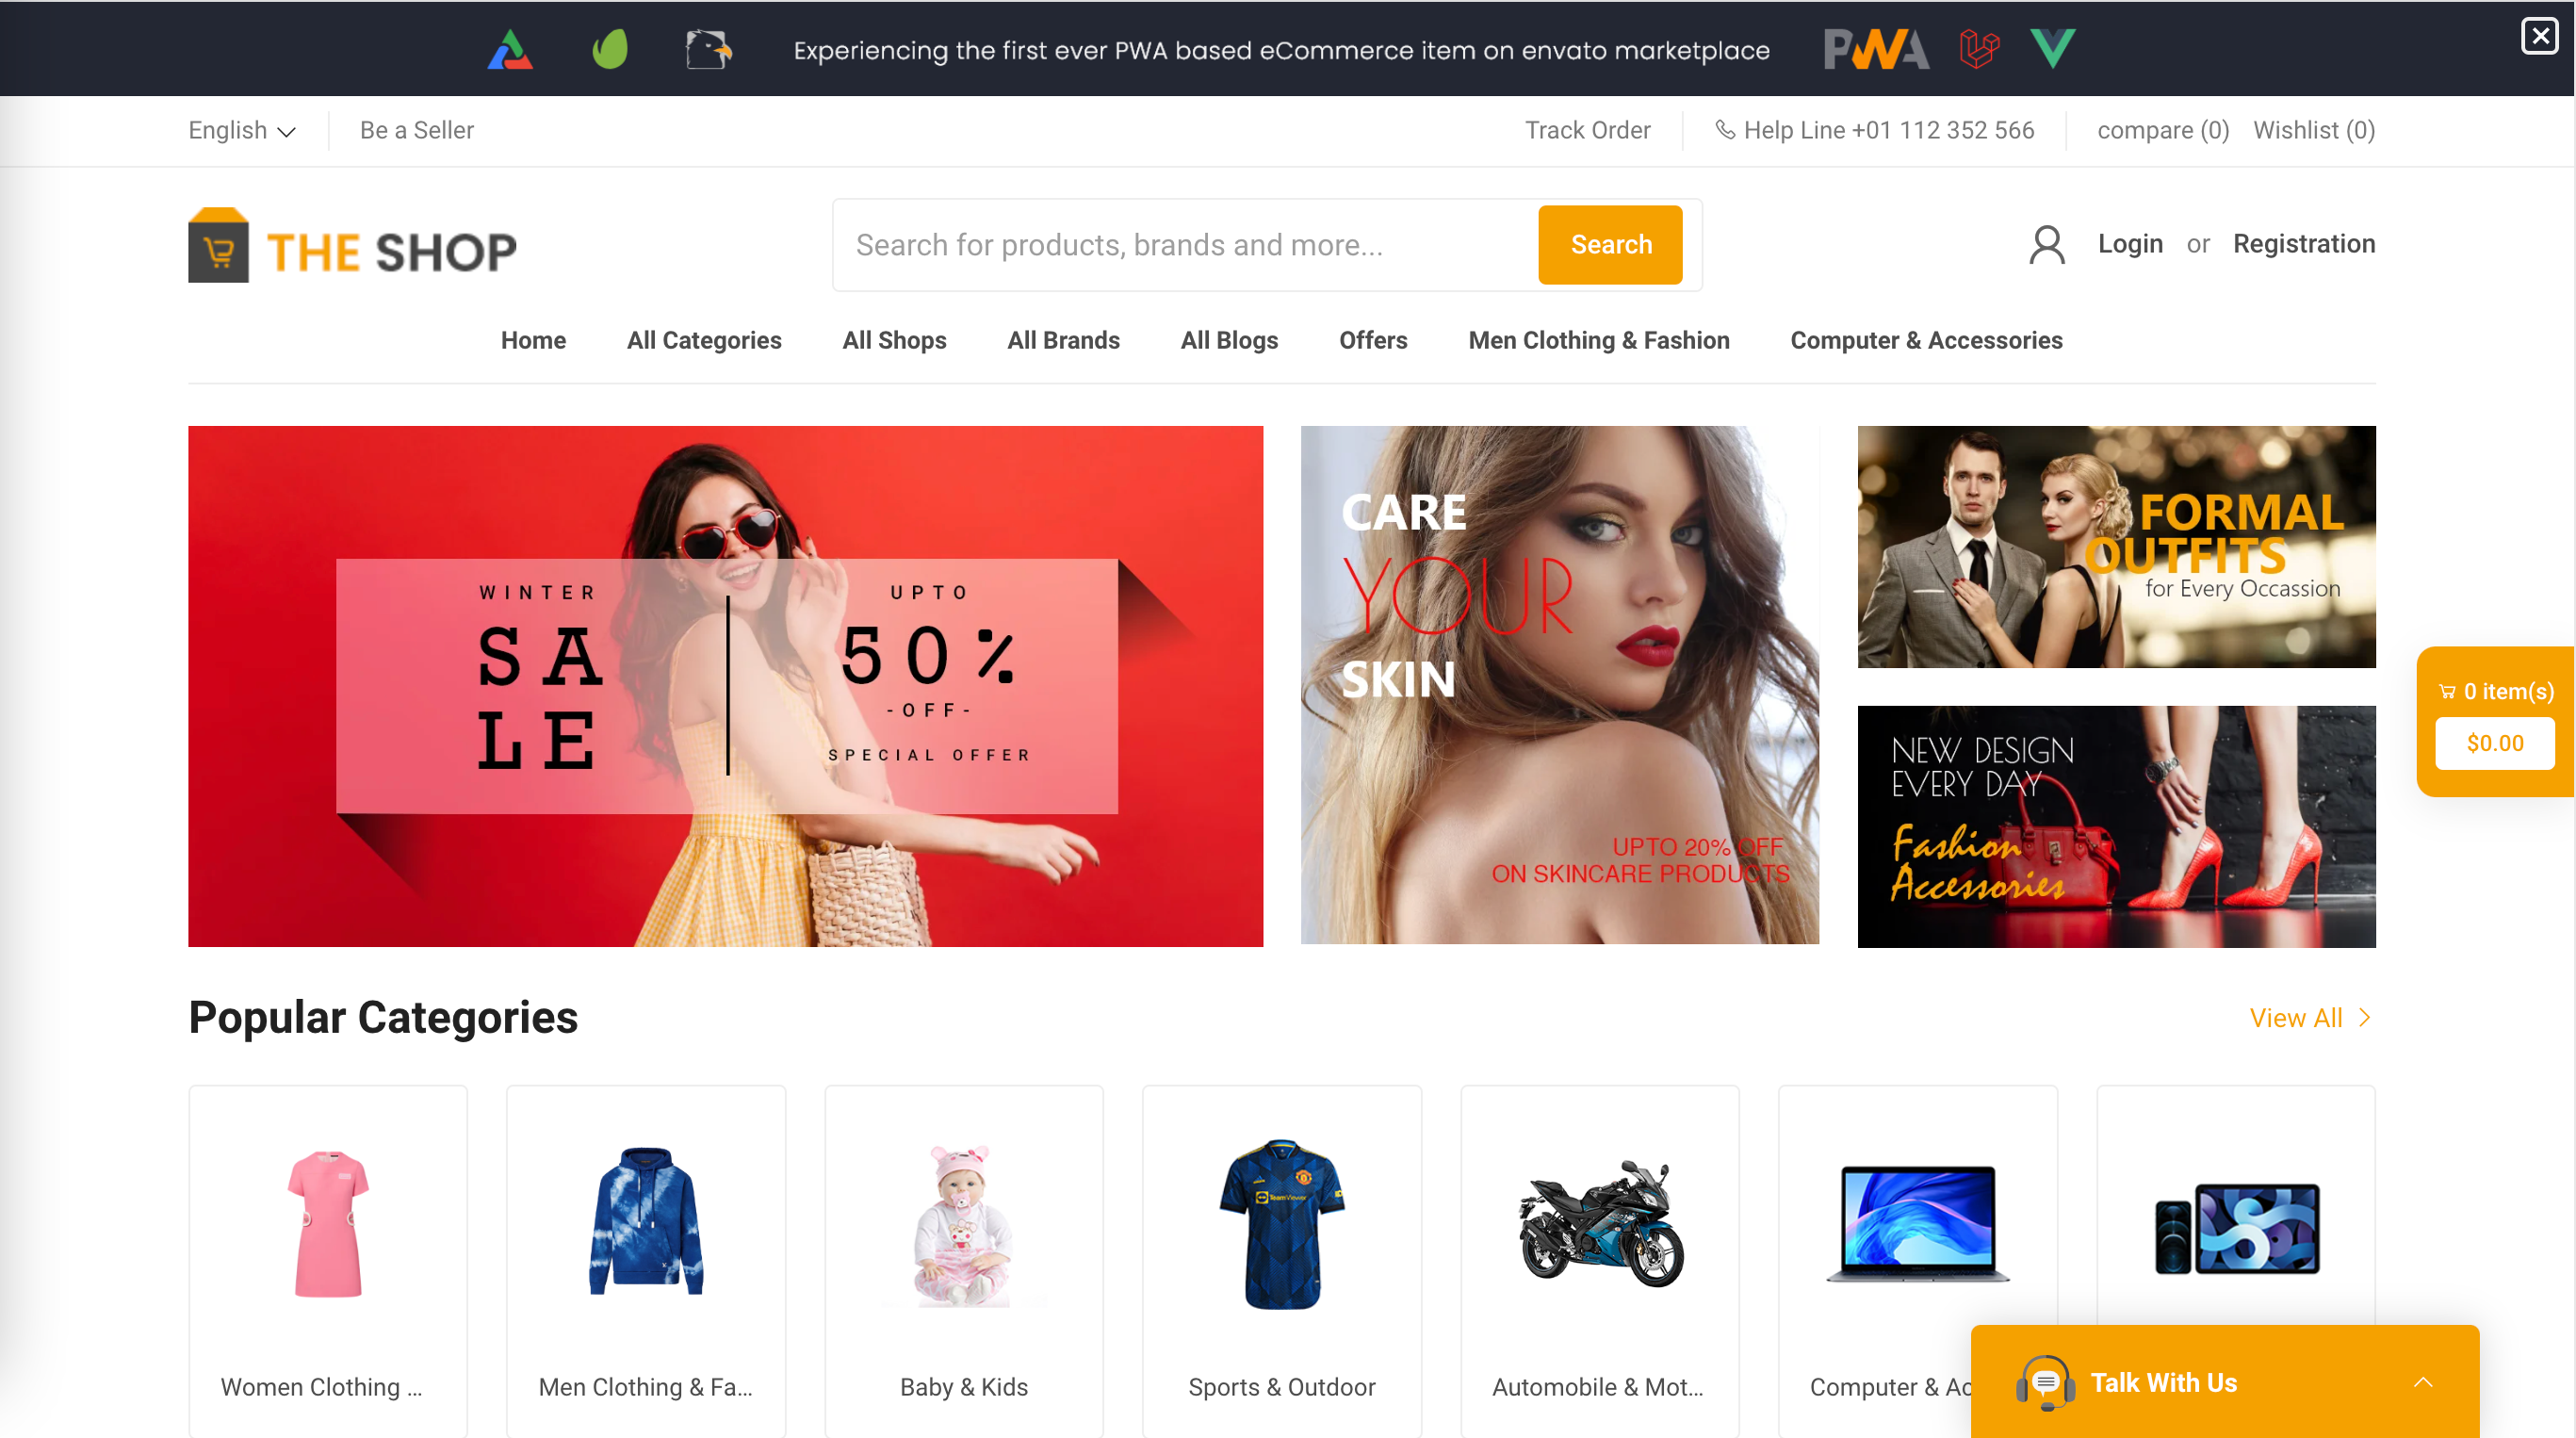 Experiencing the first ever PWA based eCommerce item on envato marketplace PWA
English Be a Seller Track Order Help Line +01 112 352 566 compare (0) Wishlist (0)
THE SHOP
Search for products, brands and more... Search
Login or Registration
Home All Categories All Shops All Brands All Blogs Offers Men Clothing & Fashion Computer & Accessories
WINTER
SA
LE
UPTO
50%
-OFF-
SPECIAL OFFER
CARE
YOUR
SKIN
UPTO 20% OFF
ON SKINCARE PRODUCTS
FORMAL
OUTFITS
for Every Occassion
NEW DESIGN
EVERY DAY
Fashion
Accessories
0 item(s)
$0.00
Popular Categories View All
TeamViewer
Women Clothing ... Men Clothing & Fa... Baby & Kids Sports & Outdoor Automobile & Mot... Computer & Ac
Talk With Us